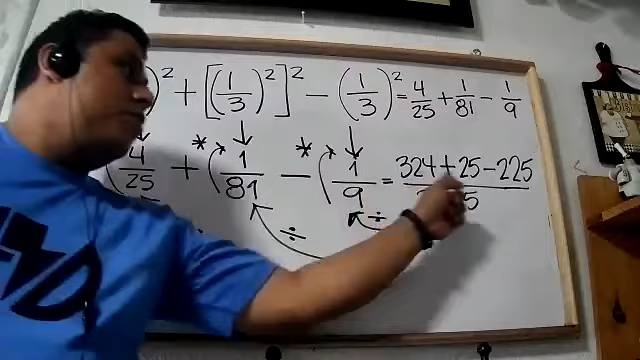 )² + [(1/3)²]² − (1/3)² = 4/25 + 1/81 − 1/9
(4/25 + *(1/81 − *(1/9 = 324+25−225/5
÷ ÷